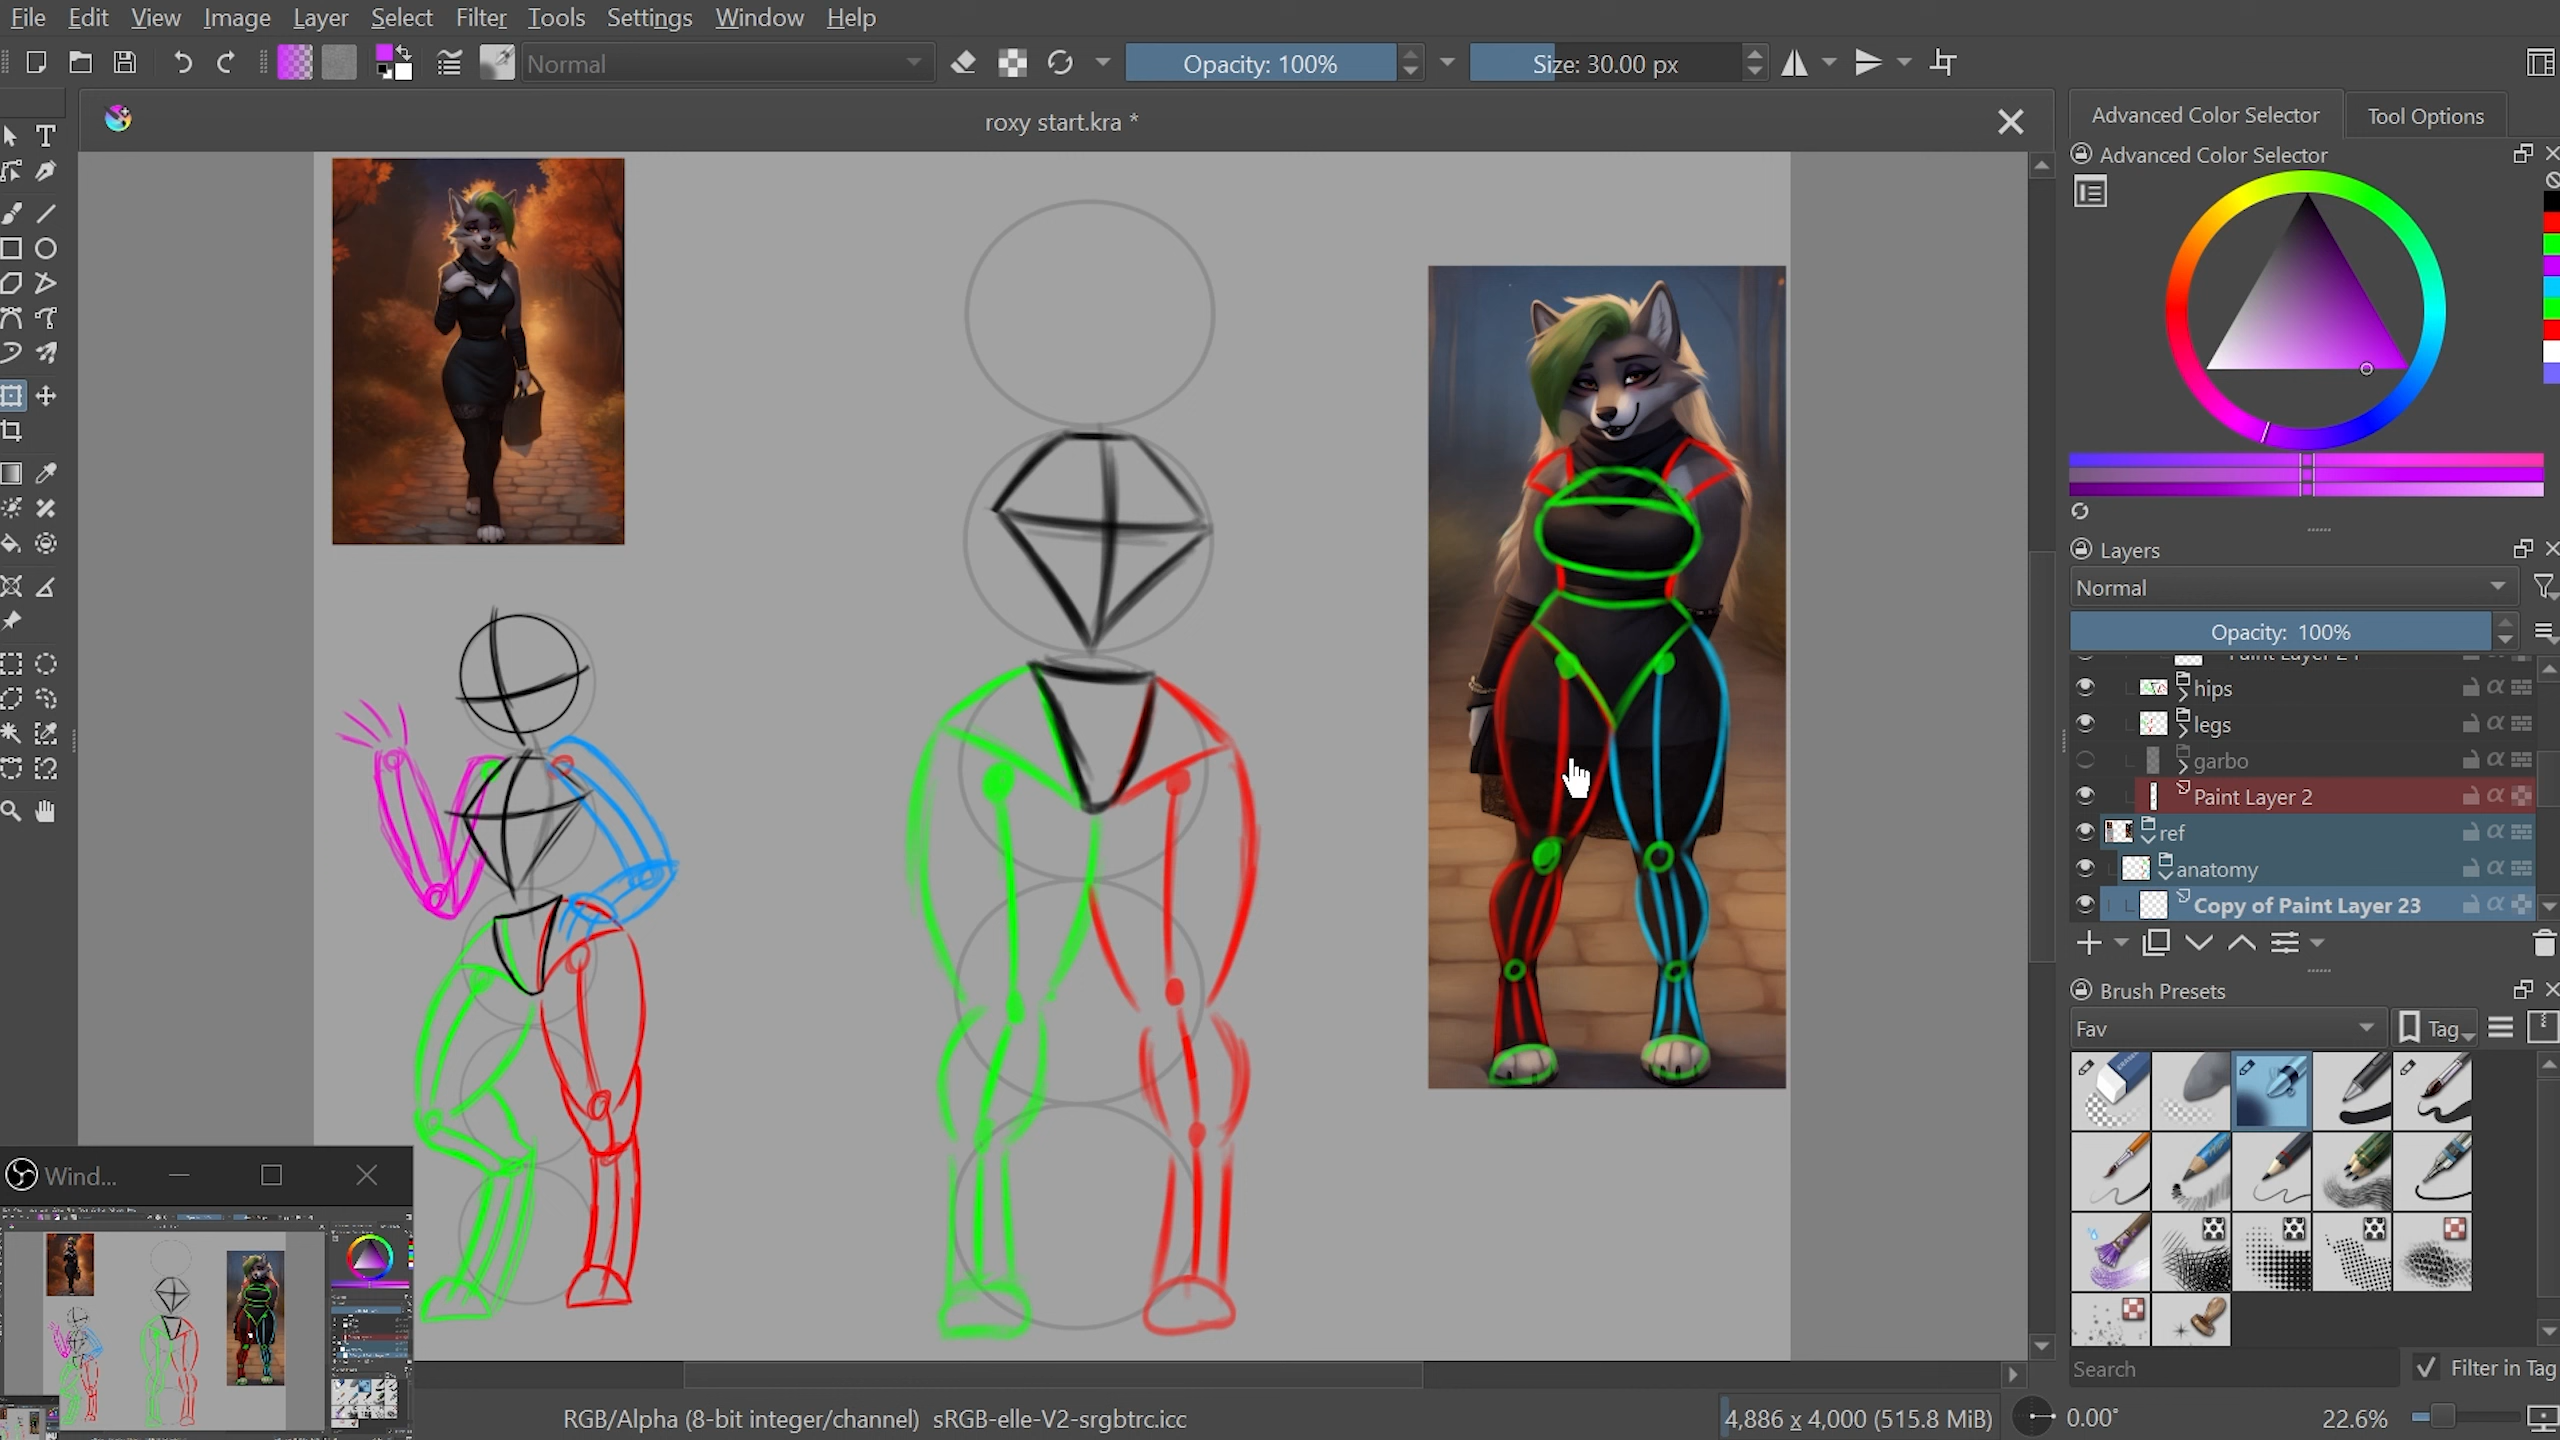 File Edit View Image Layer Select Filter Tools Settings Window Help
Normal
Opacity: 100%
Size: 30.00 px
roxy start.kra *
Advanced Color Selector
Tool Options
Advanced Color Selector
Layers
Normal
Opacity: 100%
hips
legs
garbo
Paint Layer 2
ref
anatomy
Copy of Paint Layer 23
Brush Presets
Fav
Tag
Search
Filter in Tag
Wind...
RGB/Alpha (8-bit integer/channel) sRGB-elle-V2-srgbtrc.icc
4,886 x 4,000 (515.8 MiB)
0.00°
22.6%